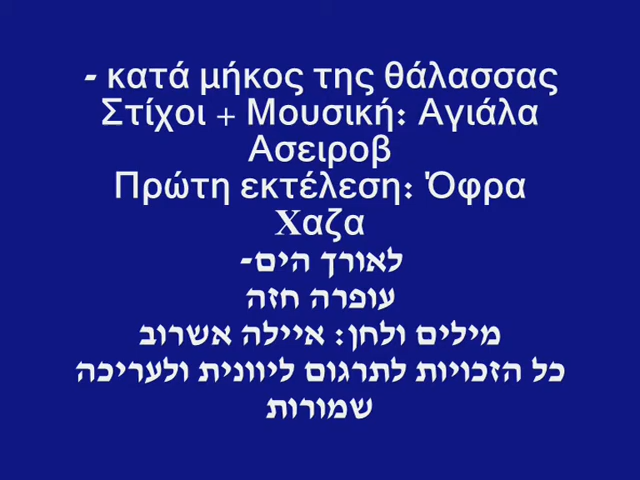 - κατά μήκος της θάλασσας
Στίχοι + Μουσική: Αγιάλα
Ασειροβ
Πρώτη εκτέλεση: Όφρα
Χαζα
לאורך הים-
עופרה חזה
מילים ולחן: איילה אשרוב
כל הזכויות לתרגום ליוונית ולעריכה
שמורות